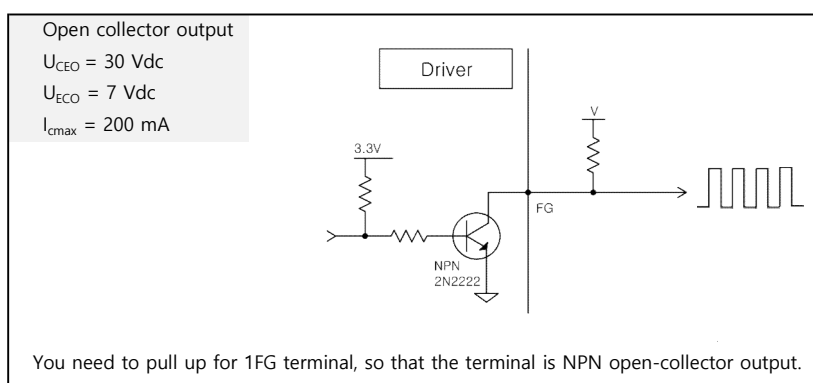 Open collector output
UCEO = 30 Vdc
UECO = 7 Vdc
Icmax = 200 mA
Driver
V
3.3V
FG
NPN
2N2222
You need to pull up for 1FG terminal, so that the terminal is NPN open-collector output.